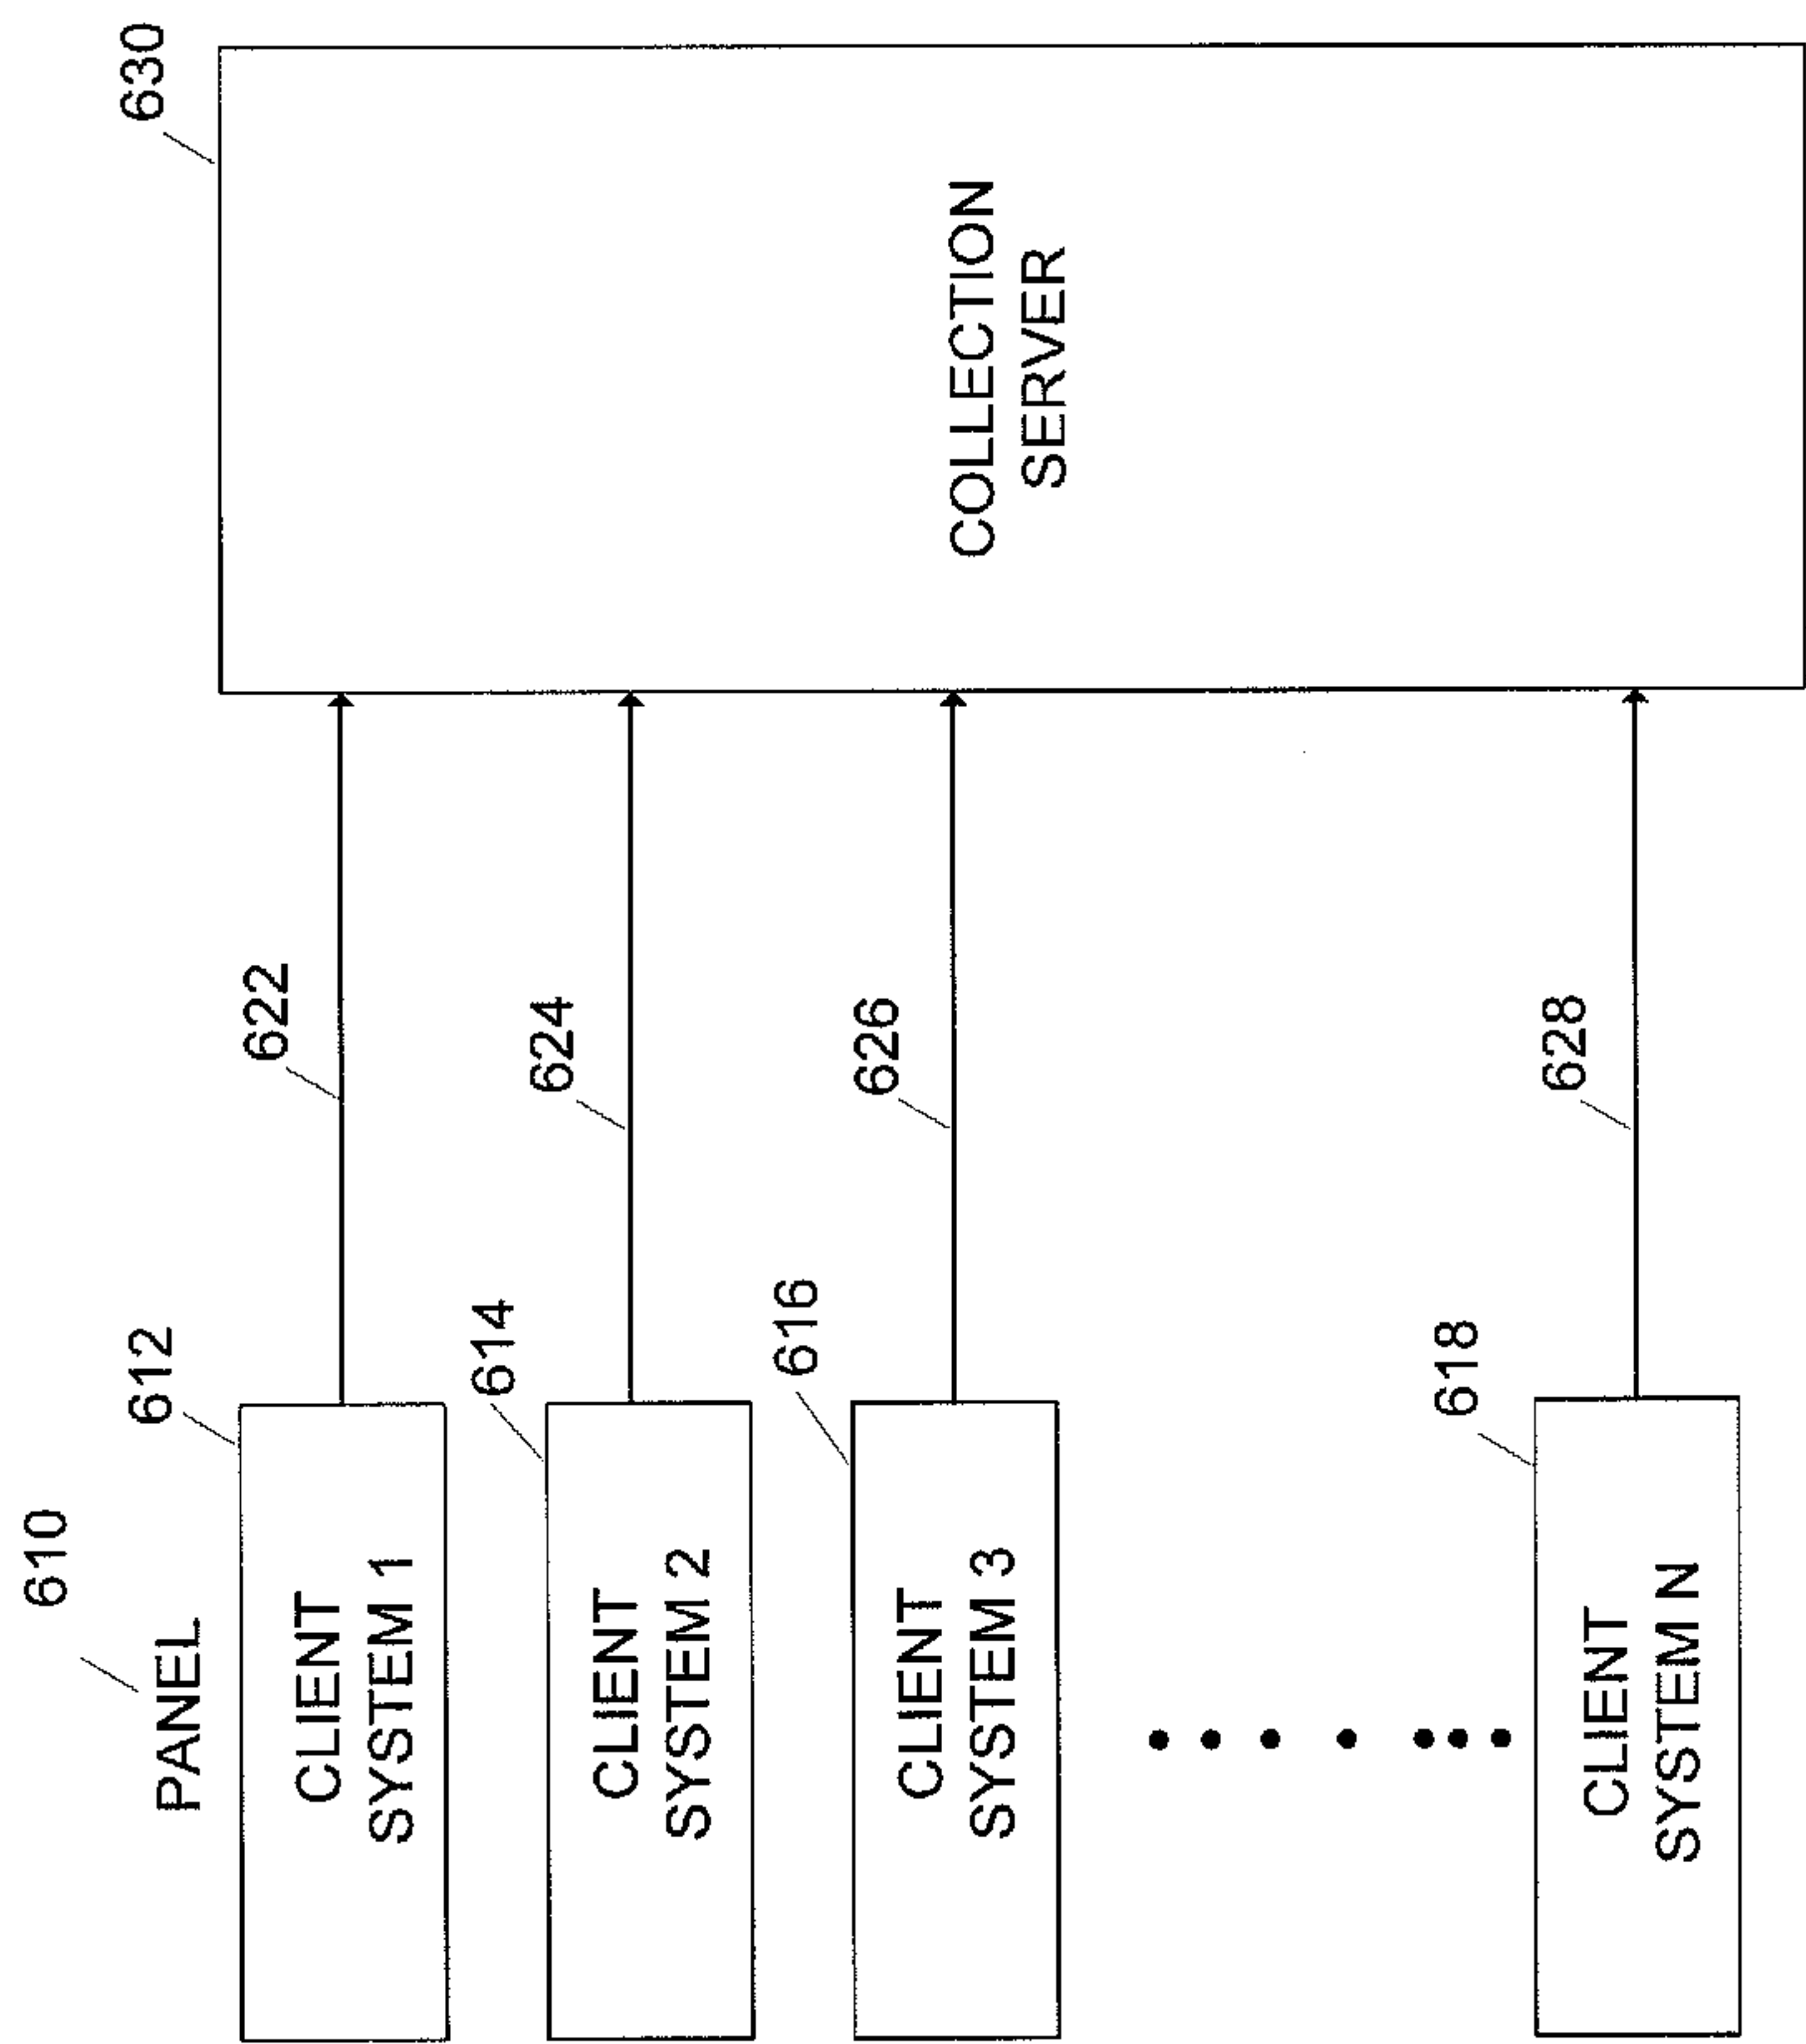 610
PANEL
612
CLIENT
SYSTEM 1
622
614
CLIENT
SYSTEM 2
624
616
CLIENT
SYSTEM 3
626
618
CLIENT
SYSTEM N
628
630
COLLECTION
SERVER